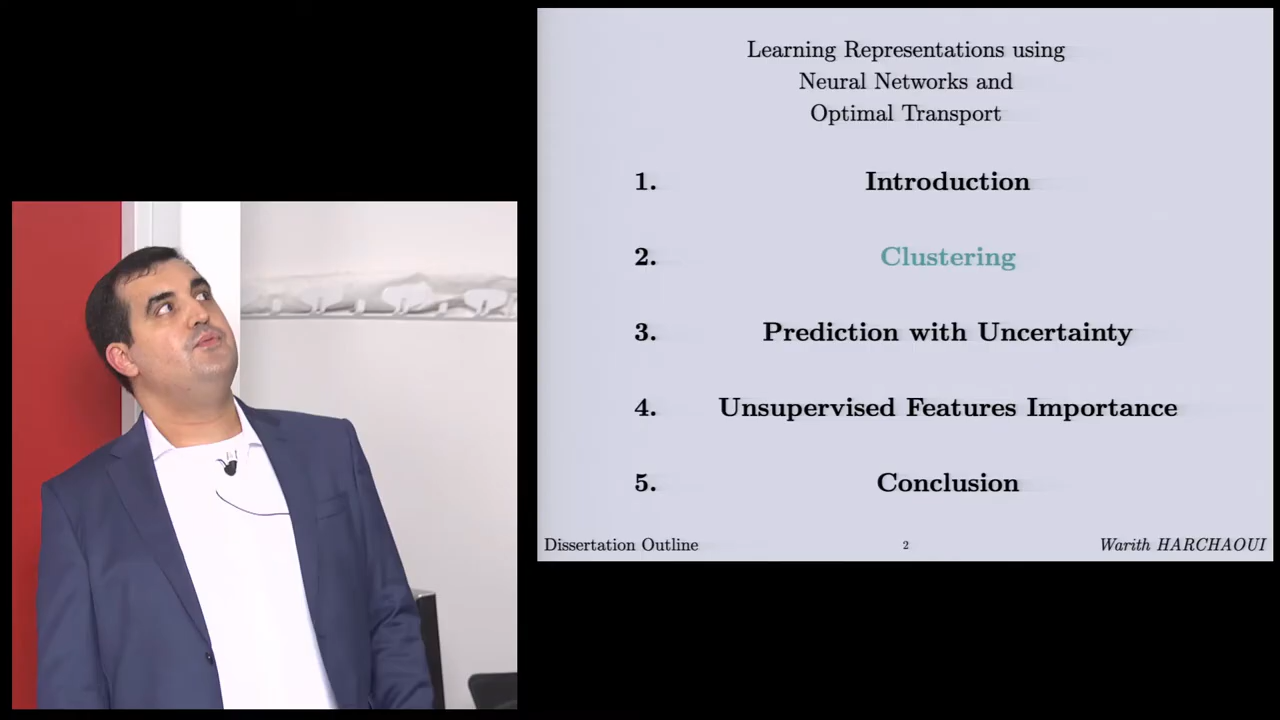 Learning Representations using
Neural Networks and
Optimal Transport
1. Introduction
2. Clustering
3. Prediction with Uncertainty
4. Unsupervised Features Importance
5. Conclusion
Dissertation Outline 2 Warith HARCHAOUI